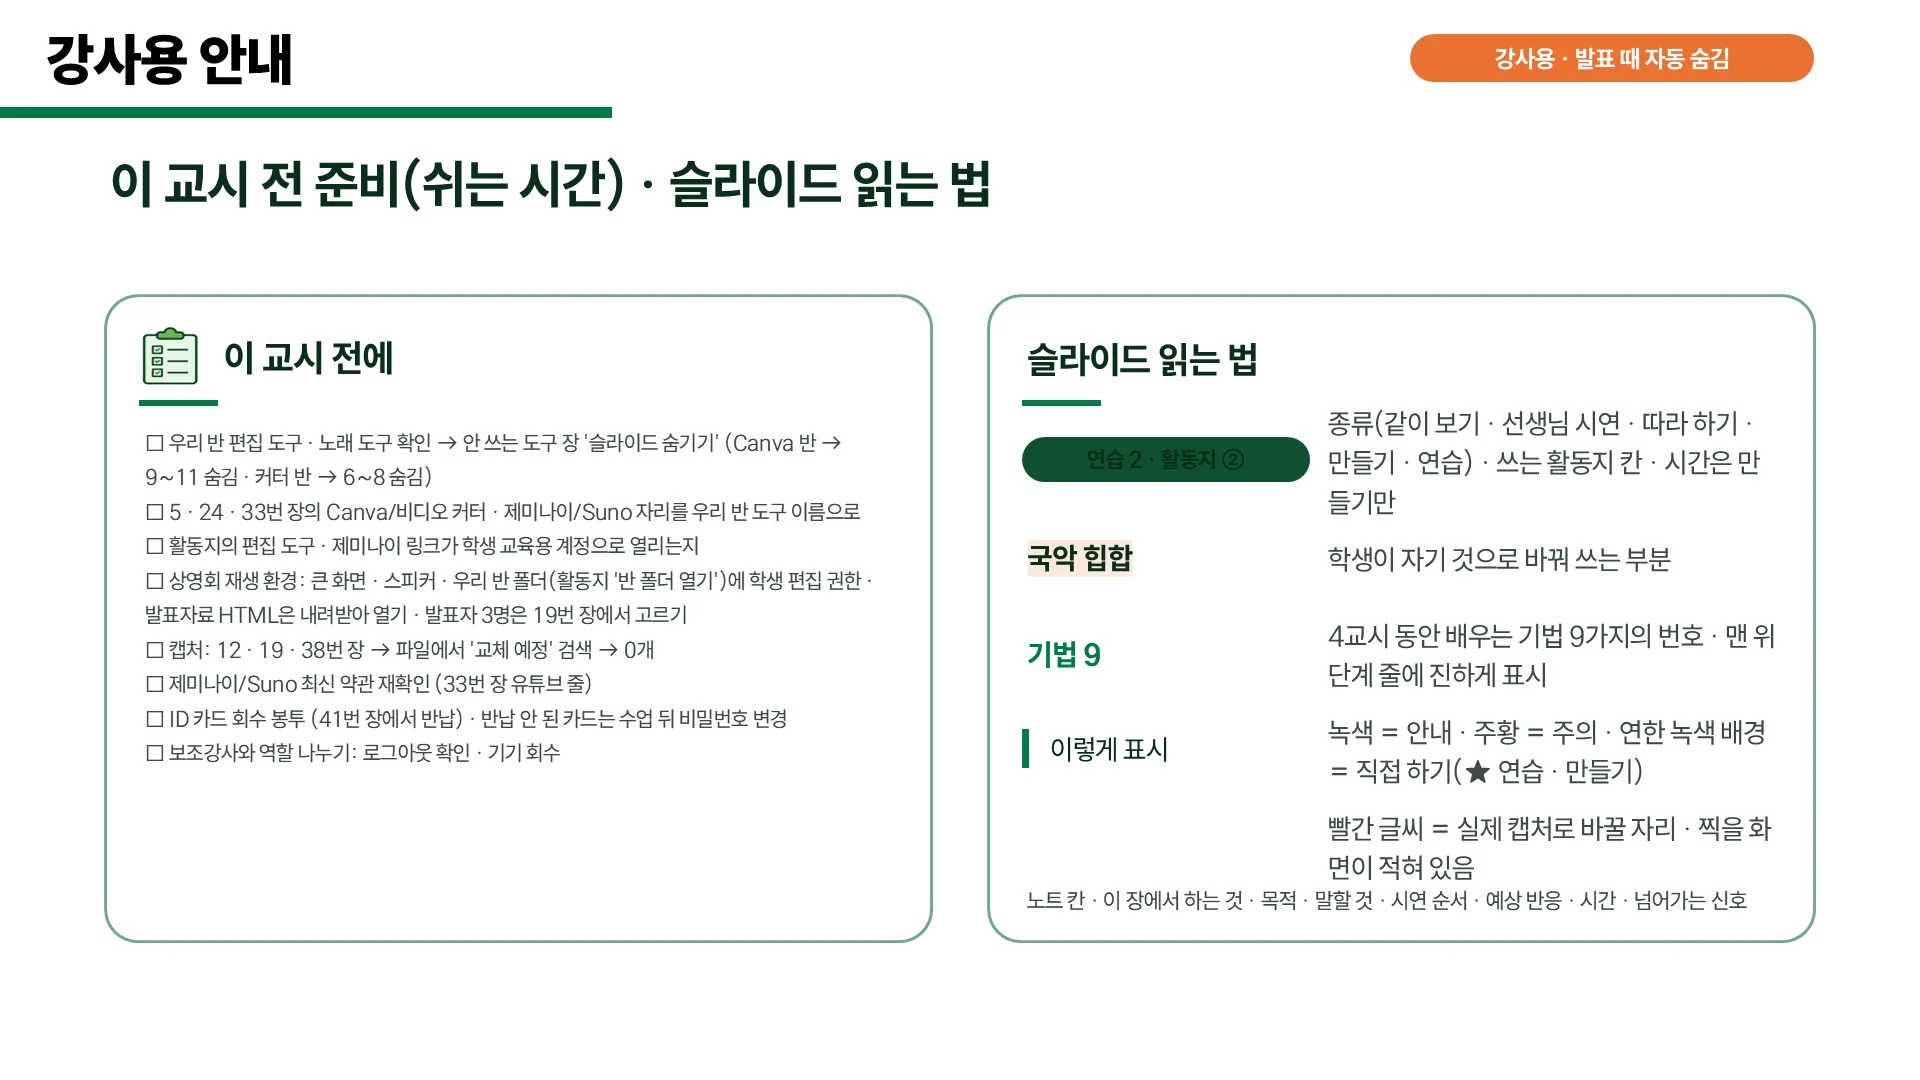 강사용 안내
강사용 · 발표 때 자동 숨김
이 교시 전 준비(쉬는 시간) · 슬라이드 읽는 법
이 교시 전에
☐ 우리 반 편집 도구 · 노래 도구 확인 → 안 쓰는 도구 장 '슬라이드 숨기기' (Canva 반 →
9~11 숨김 · 커터 반 → 6~8 숨김)
☐ 5 · 24 · 33번 장의 Canva/비디오 커터 · 제미나이/Suno 자리를 우리 반 도구 이름으로
☐ 활동지의 편집 도구 · 제미나이 링크가 학생 교육용 계정으로 열리는지
☐ 상영회 재생 환경: 큰 화면 · 스피커 · 우리 반 폴더(활동지 '반 폴더 열기')에 학생 편집 권한 ·
발표자료 HTML은 내려받아 열기 · 발표자 3명은 19번 장에서 고르기
☐ 캡처: 12 · 19 · 38번 장 → 파일에서 '교체 예정' 검색 → 0개
☐ 제미나이/Suno 최신 약관 재확인 (33번 장 유튜브 줄)
☐ ID 카드 회수 봉투 (41번 장에서 반납) · 반납 안 된 카드는 수업 뒤 비밀번호 변경
☐ 보조강사와 역할 나누기: 로그아웃 확인 · 기기 회수
슬라이드 읽는 법
연습 2 · 활동지 ②
종류(같이 보기 · 선생님 시연 · 따라 하기 ·
만들기 · 연습) · 쓰는 활동지 칸 · 시간은 만
들기만
국악 힙합
학생이 자기 것으로 바꿔 쓰는 부분
기법 9
4교시 동안 배우는 기법 9가지의 번호 · 맨 위
단계 줄에 진하게 표시
이렇게 표시
녹색 = 안내 · 주황 = 주의 · 연한 녹색 배경
= 직접 하기(★ 연습 · 만들기)
빨간 글씨 = 실제 캡처로 바꿀 자리 · 찍을 화
면이 적혀 있음
노트 칸 · 이 장에서 하는 것 · 목적 · 말할 것 · 시연 순서 · 예상 반응 · 시간 · 넘어가는 신호